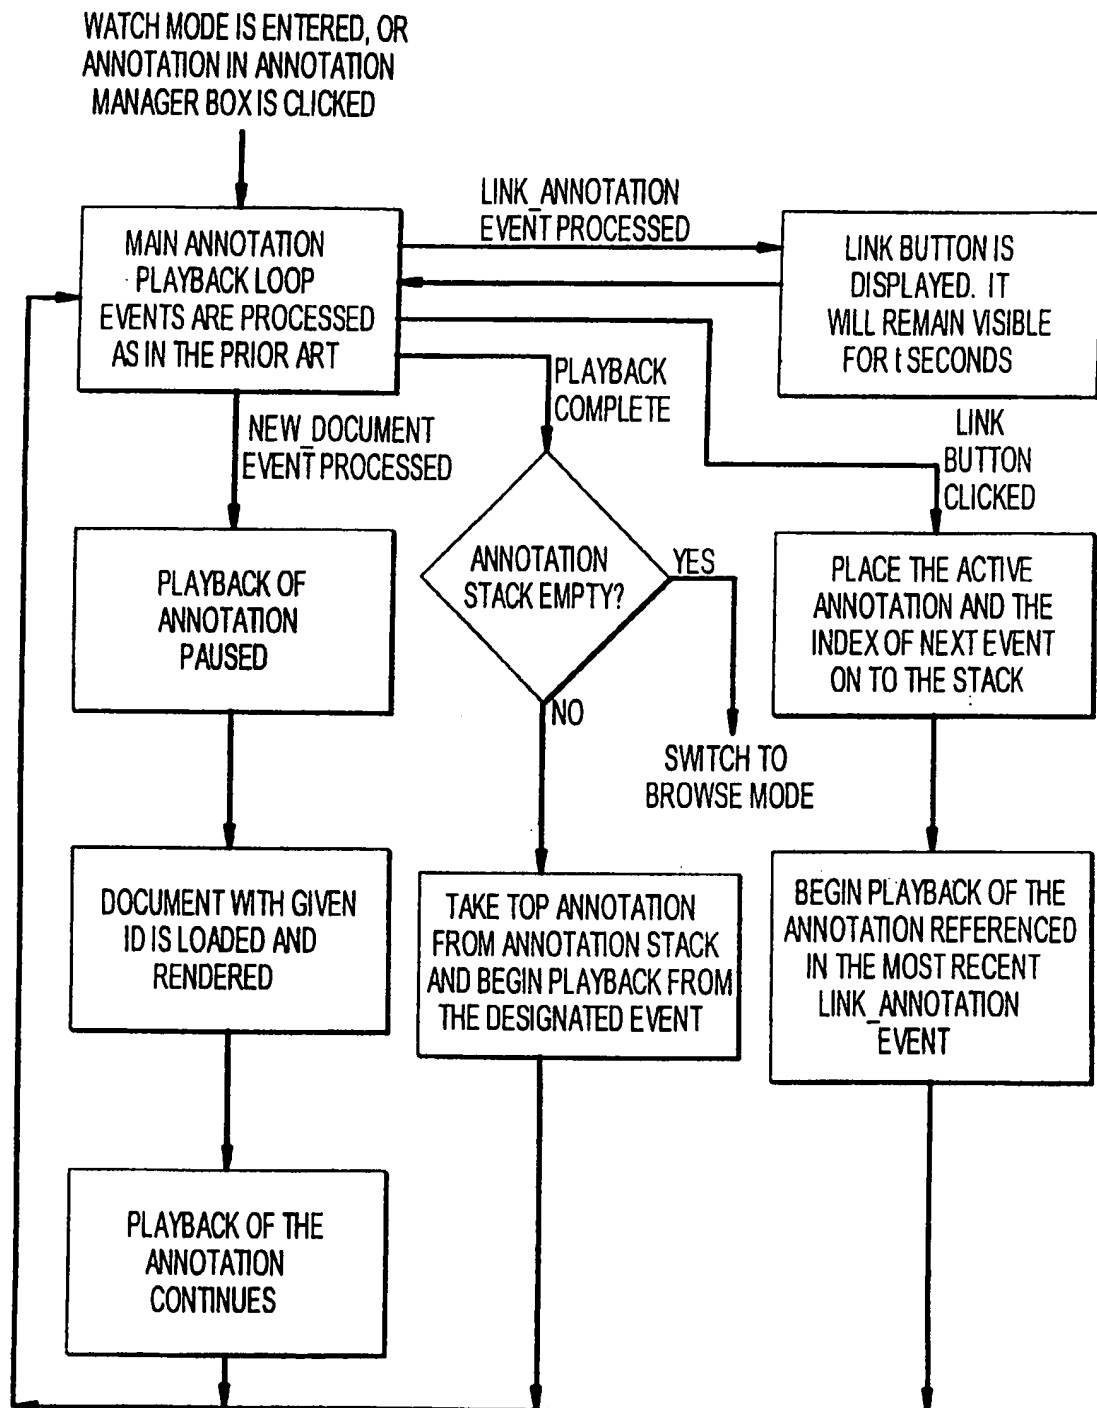 WATCH MODE IS ENTERED, OR
ANNOTATION IN ANNOTATION
MANAGER BOX IS CLICKED
MAIN ANNOTATION
PLAYBACK LOOP
EVENTS ARE PROCESSED
AS IN THE PRIOR ART
LINK_ANNOTATION
EVENT PROCESSED
LINK BUTTON IS
DISPLAYED. IT
WILL REMAIN VISIBLE
FOR t SECONDS
NEW_DOCUMENT
EVENT PROCESSED
PLAYBACK
COMPLETE
LINK
BUTTON
CLICKED
PLAYBACK OF
ANNOTATION
PAUSED
ANNOTATION
STACK EMPTY?
YES
NO
SWITCH TO
BROWSE MODE
PLACE THE ACTIVE
ANNOTATION AND THE
INDEX OF NEXT EVENT
ON TO THE STACK
DOCUMENT WITH GIVEN
ID IS LOADED AND
RENDERED
TAKE TOP ANNOTATION
FROM ANNOTATION STACK
AND BEGIN PLAYBACK FROM
THE DESIGNATED EVENT
BEGIN PLAYBACK OF THE
ANNOTATION REFERENCED
IN THE MOST RECENT
LINK_ANNOTATION
EVENT
PLAYBACK OF THE
ANNOTATION
CONTINUES